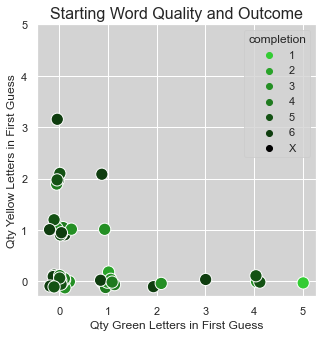 Starting Word Quality and Outcome
Qty Yellow Letters in First Guess
5
4
3
2
1
0
completion
1
2
3
4
5
6
X
0 1 2 3 4 5
Qty Green Letters in First Guess